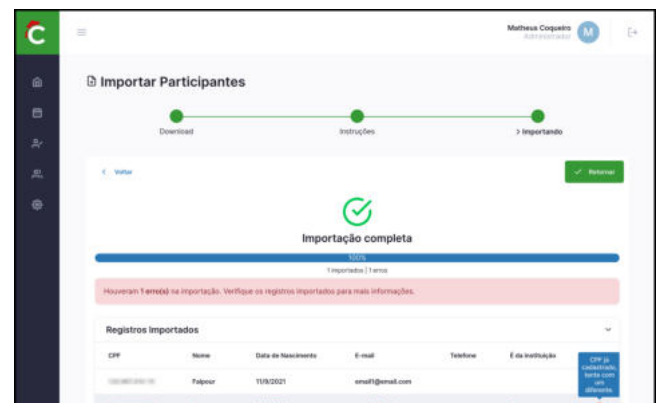 C
Matheus Coqueiro
Administrador
M
Importar Participantes
Download
Instruções
> Importando
Voltar
Retornar
Importação completa
100%
1 importados | 1 erros
Houveram 1 erro(s) na importação. Verifique os registros importados para mais informações.
Registros Importados
CPF Nome Data de Nascimento E-mail Telefone É da instituição
CPF já
cadastrado,
tente com
um
diferente.
Falpour 11/9/2021 email1@email.com